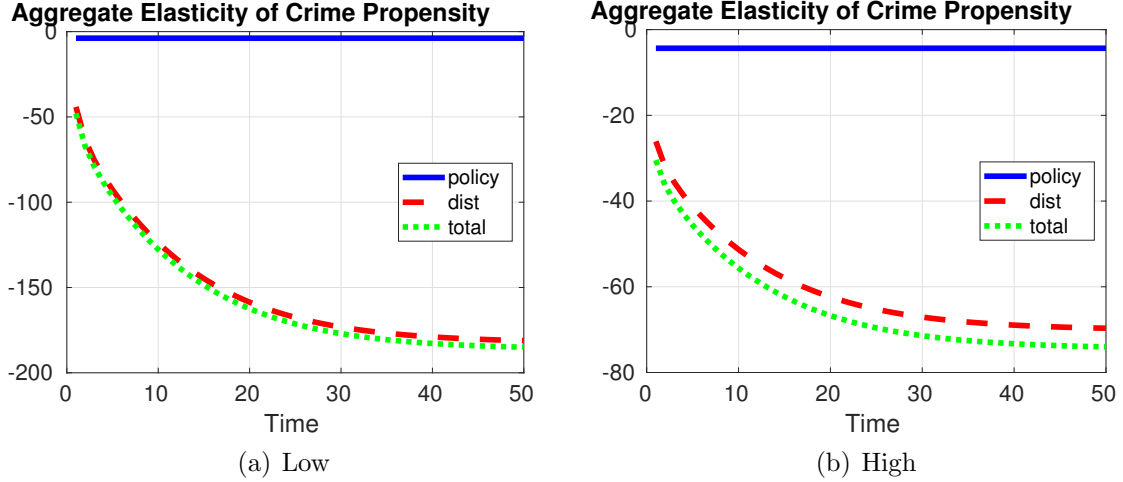 Aggregate Elasticity of Crime Propensity
0
-50
-100
-150
-200
policy
dist
total
0 10 20 30 40 50
Time
(a) Low
Aggregate Elasticity of Crime Propensity
0
-20
-40
-60
-80
policy
dist
total
0 10 20 30 40 50
Time
(b) High